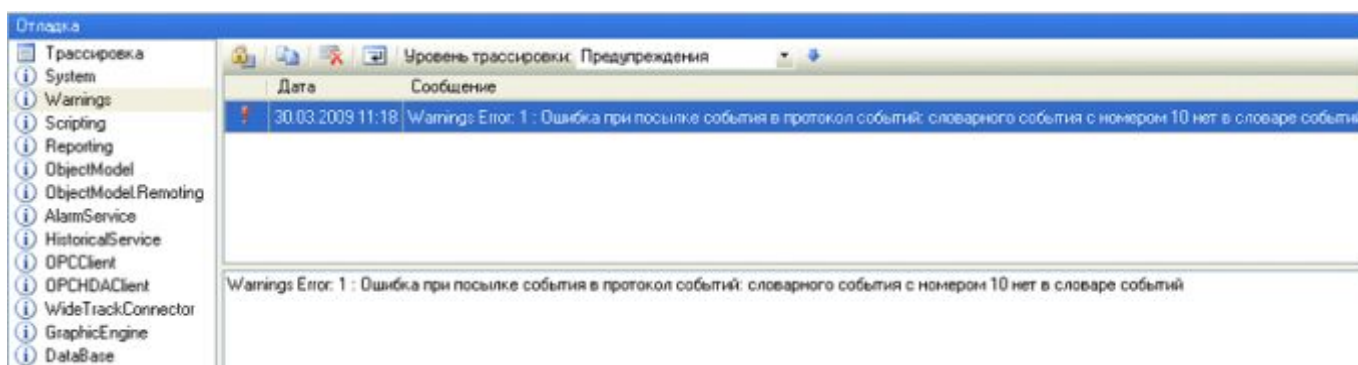 Отладка
Трассировка
System
Warnings
Scripting
Reporting
ObjectModel
ObjectModel.Remoting
AlarmService
HistoricalService
OPCClient
OPCHDAClient
WideTrackConnector
GraphicEngine
DataBase
Уровень трассировки: Предупреждения
Дата Сообщение
30.03.2009 11:18 Warnings Error: 1 : Ошибка при посылке события в протокол событий: словарного события с номером 10 нет в словаре событи
Warnings Error: 1 : Ошибка при посылке события в протокол событий: словарного события с номером 10 нет в словаре событий